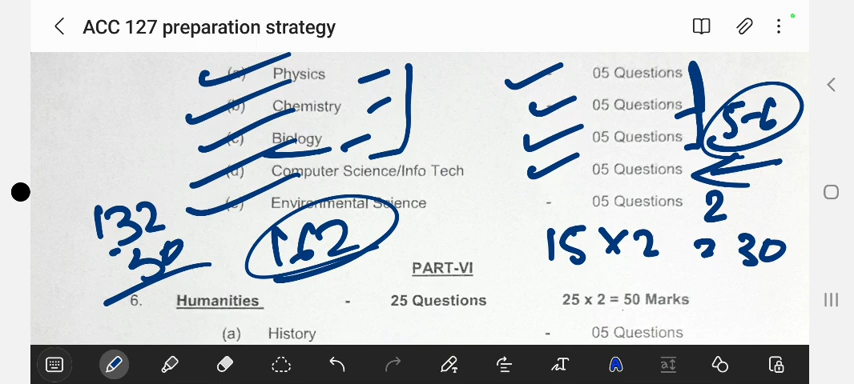 ACC 127 preparation strategy
(a) Physics - 05 Questions
(b) Chemistry - 05 Questions
(c) Biology - 05 Questions
5-6
(d) Computer Science/Info Tech - 05 Questions
(e) Environmental Science - 05 Questions
2
132
162
15 x 2 = 30
PART-VI
6. Humanities - 25 Questions 25 x 2 = 50 Marks
(a) History - 05 Questions